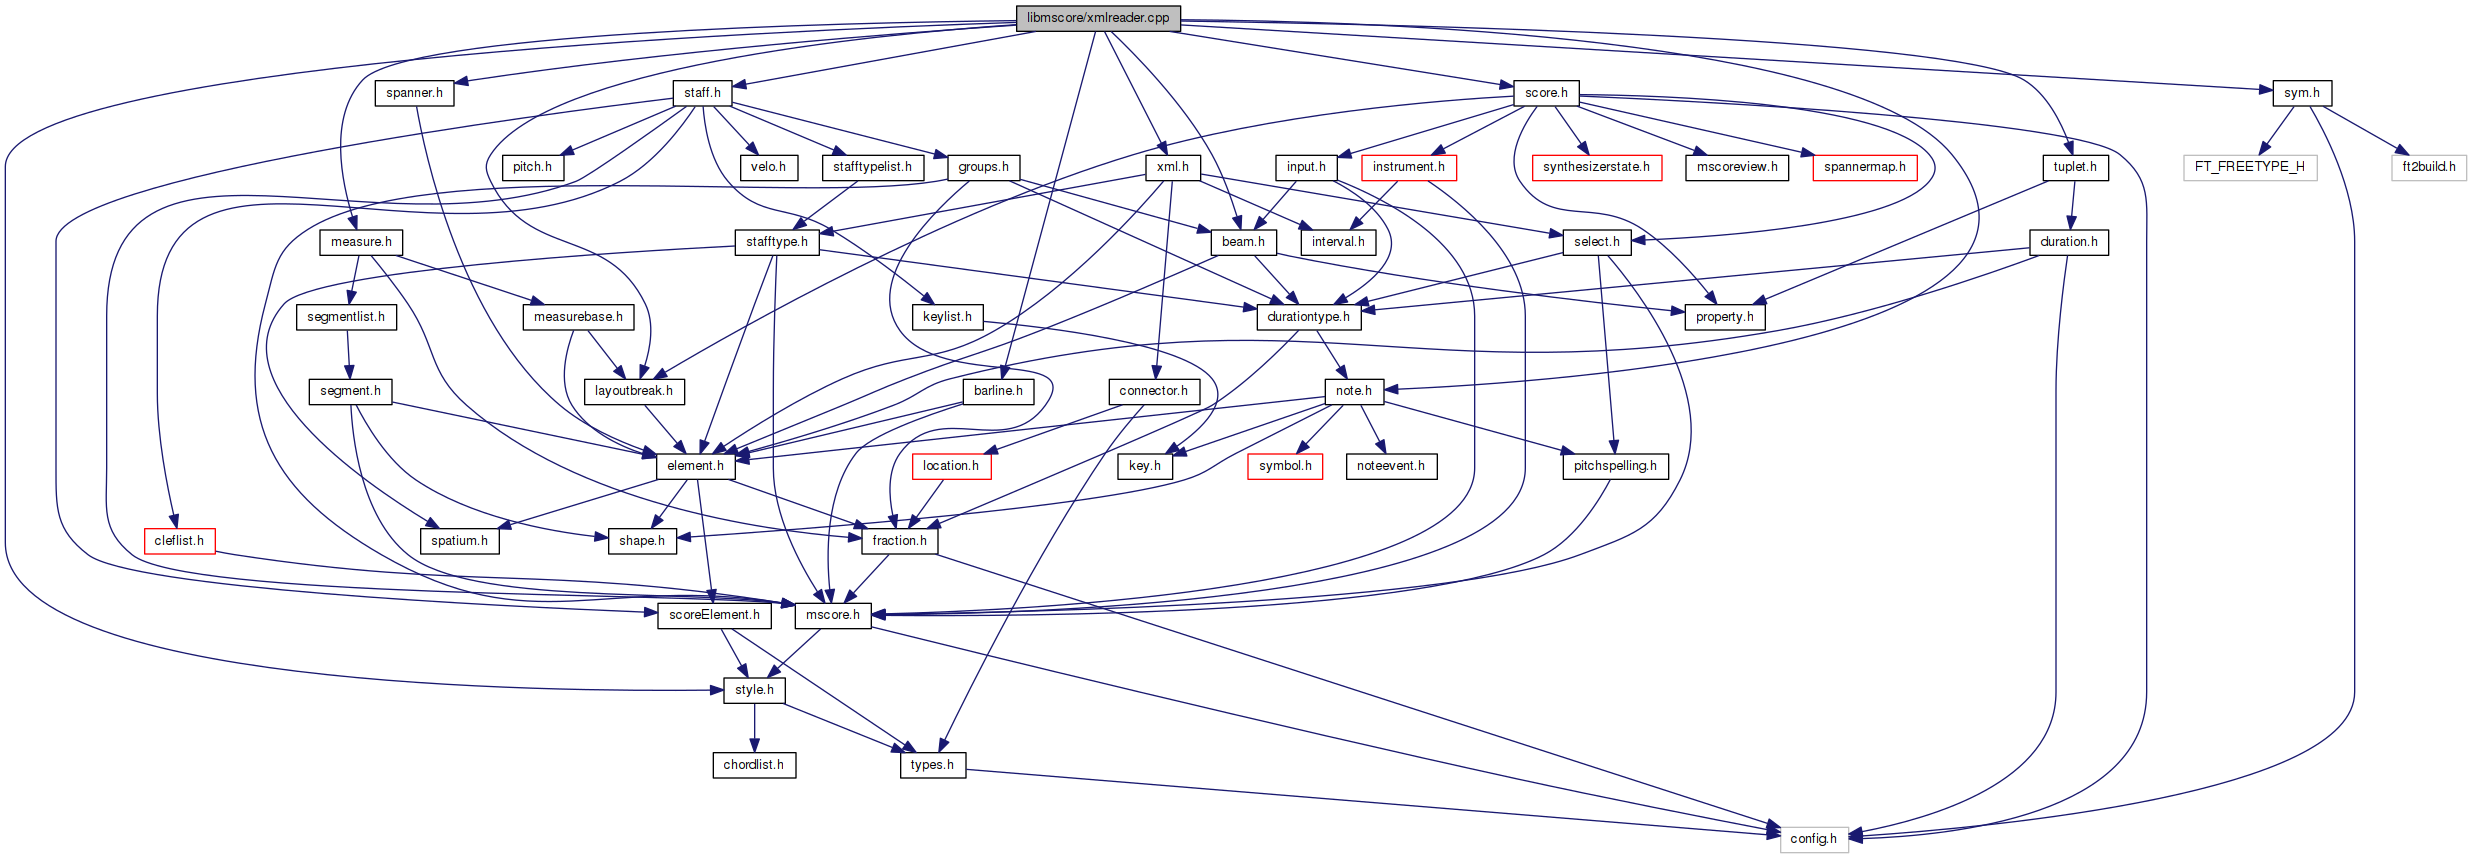 libmscore/xmlreader.cpp
spanner.h
staff.h
score.h
sym.h
pitch.h
velo.h
stafftypelist.h
groups.h
xml.h
input.h
instrument.h
synthesizerstate.h
mscoreview.h
spannermap.h
tuplet.h
FT_FREETYPE_H
ft2build.h
measure.h
stafftype.h
beam.h
interval.h
select.h
duration.h
segmentlist.h
measurebase.h
keylist.h
durationtype.h
property.h
segment.h
layoutbreak.h
barline.h
connector.h
note.h
element.h
location.h
key.h
symbol.h
noteevent.h
pitchspelling.h
cleflist.h
spatium.h
shape.h
fraction.h
scoreElement.h
mscore.h
style.h
chordlist.h
types.h
config.h